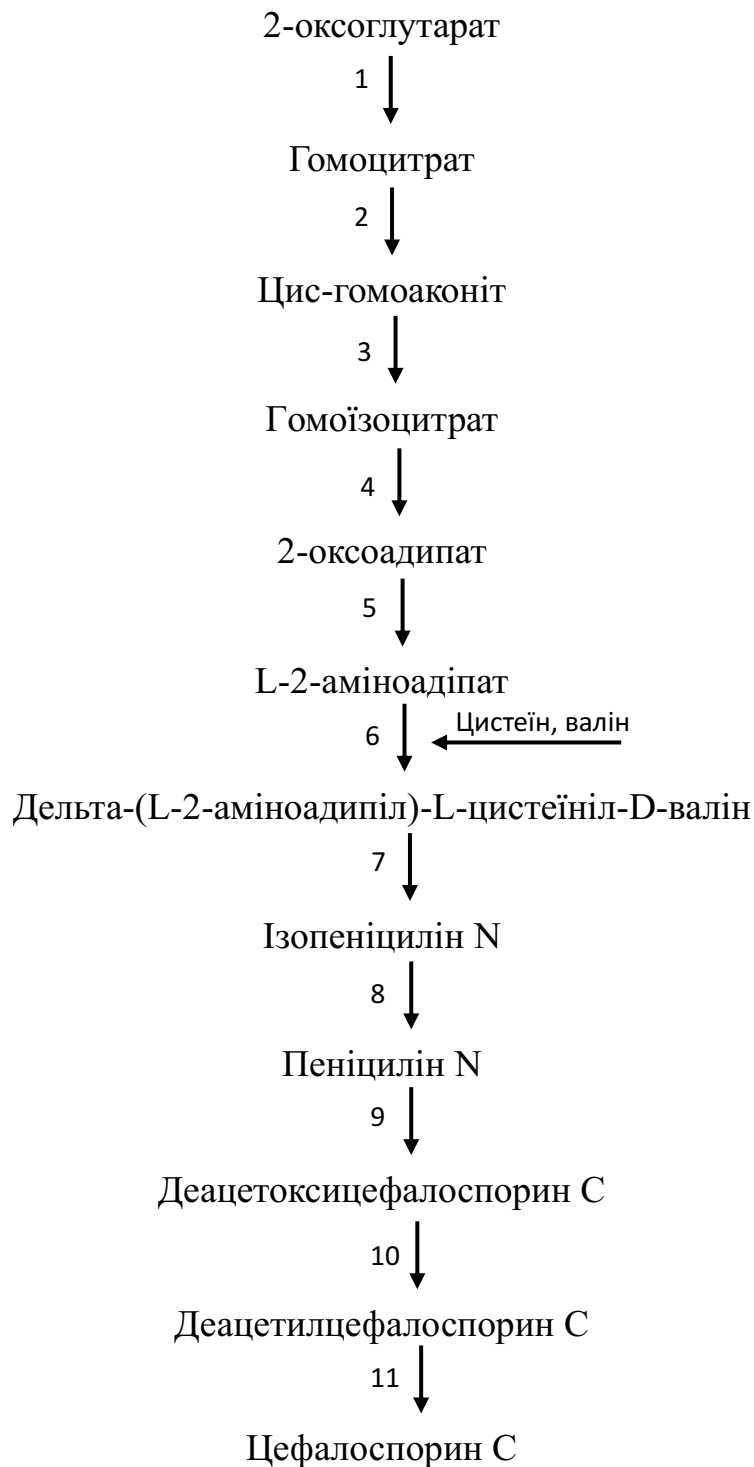 2-оксоглутарат
1
Гомоцитрат
2
Цис-гомоаконіт
3
Гомоїзоцитрат
4
2-оксоадипат
5
L-2-аміноадіпат
6
Цистеїн, валін
Дельта-(L-2-аміноадипіл)-L-цистеїніл-D-валін
7
Ізопеніцилін N
8
Пеніцилін N
9
Деацетоксицефалоспорин С
10
Деацетилцефалоспорин С
11
Цефалоспорин С